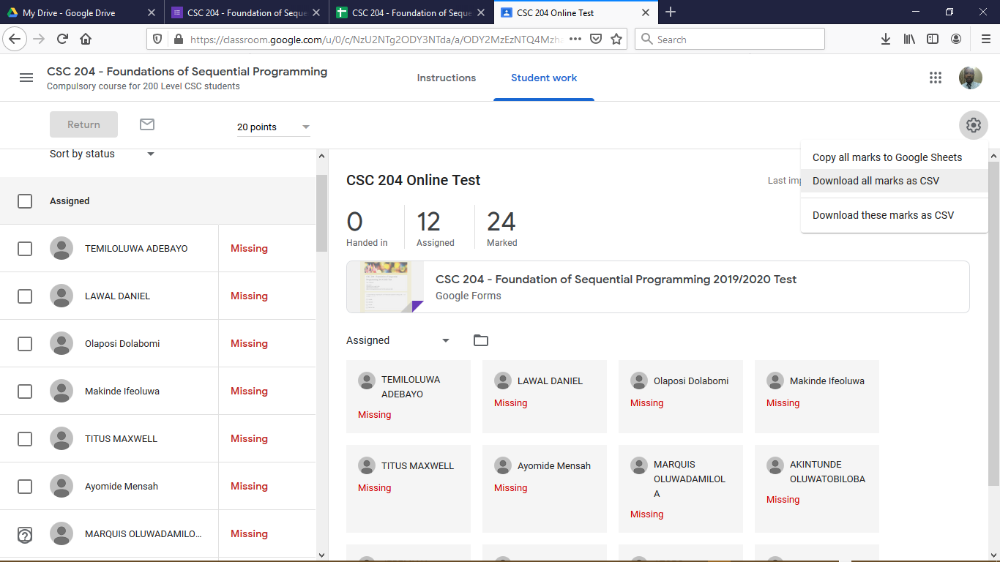 My Drive - Google Drive
CSC 204 - Foundation of Seque
CSC 204 - Foundation of Seque
CSC 204 Online Test
https://classroom.google.com/u/0/c/NzU2NTg2ODY3NTda/a/ODY2MzEzNTQ4Mzha
Search
CSC 204 - Foundations of Sequential Programming
Compulsory course for 200 Level CSC students
Instructions
Student work
Return
20 points
Copy all marks to Google Sheets
Download all marks as CSV
Download these marks as CSV
Sort by status
Assigned
TEMILOLUWA ADEBAYO
Missing
LAWAL DANIEL
Missing
Olaposi Dolabomi
Missing
Makinde Ifeoluwa
Missing
TITUS MAXWELL
Missing
Ayomide Mensah
Missing
MARQUIS OLUWADAMILO...
Missing
CSC 204 Online Test
Last imp
0
Handed in
12
Assigned
24
Marked
CSC 204 - Foundation of Sequential Programming 2019/2020 Test
Google Forms
Assigned
TEMILOLUWA
ADEBAYO
Missing
LAWAL DANIEL
Missing
Olaposi Dolabomi
Missing
Makinde Ifeoluwa
Missing
TITUS MAXWELL
Missing
Ayomide Mensah
Missing
MARQUIS
OLUWADAMILOL
A
Missing
AKINTUNDE
OLUWATOBILOBA
Missing